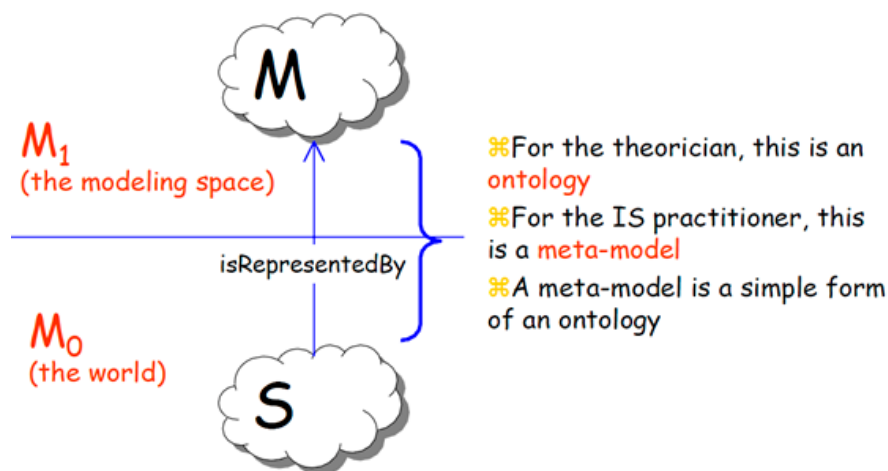 M
M₁
(the modeling space)
⌘For the theorician, this is an
ontology
⌘For the IS practitioner, this
is a meta-model
⌘A meta-model is a simple form
of an ontology
isRepresentedBy
M₀
(the world)
S